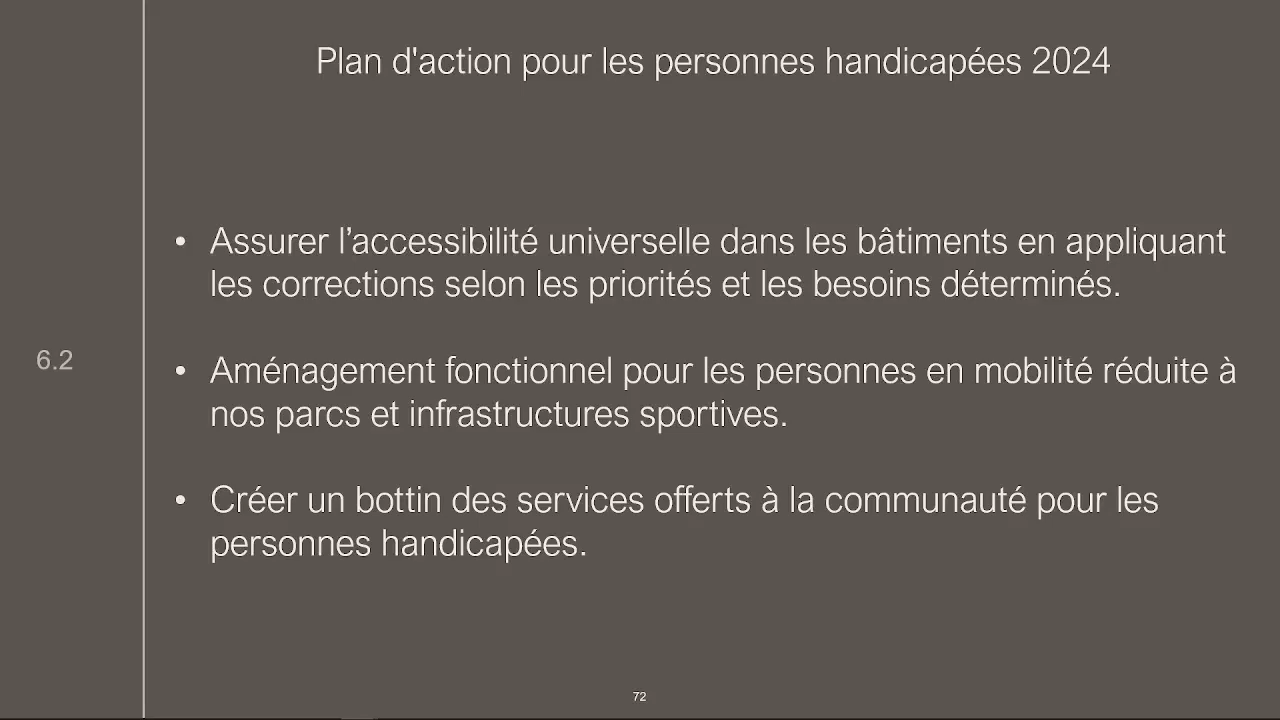 Plan d'action pour les personnes handicapées 2024
• Assurer l’accessibilité universelle dans les bâtiments en appliquant
les corrections selon les priorités et les besoins déterminés.
6.2
• Aménagement fonctionnel pour les personnes en mobilité réduite à
nos parcs et infrastructures sportives.
• Créer un bottin des services offerts à la communauté pour les
personnes handicapées.
72